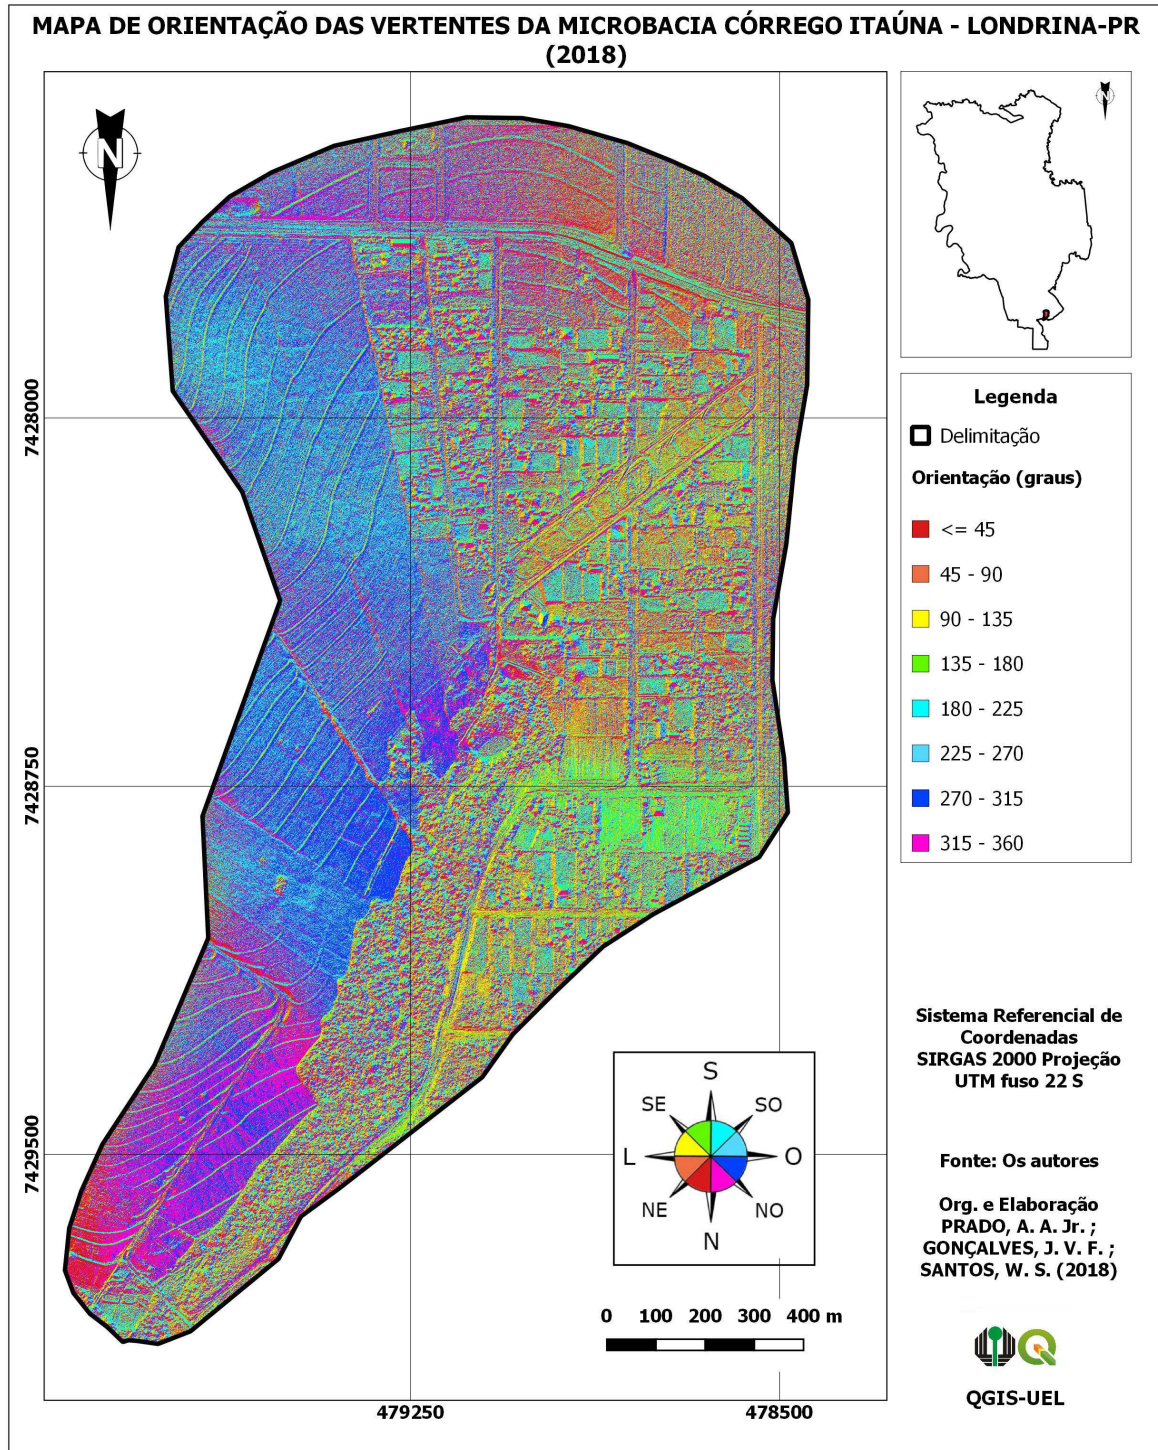 MAPA DE ORIENTAÇÃO DAS VERTENTES DA MICROBACIA CÓRREGO ITAÚNA - LONDRINA-PR
(2018)
N
N
7428000
7428750
7429500
479250
478500
Legenda
Delimitação
Orientação (graus)
<= 45
45 - 90
90 - 135
135 - 180
180 - 225
225 - 270
270 - 315
315 - 360
S
SE
SO
L
O
NE
NO
N
0 100 200 300 400 m
Sistema Referencial de
Coordenadas
SIRGAS 2000 Projeção
UTM fuso 22 S
Fonte: Os autores
Org. e Elaboração
PRADO, A. A. Jr. ;
GONÇALVES, J. V. F. ;
SANTOS, W. S. (2018)
QGIS-UEL